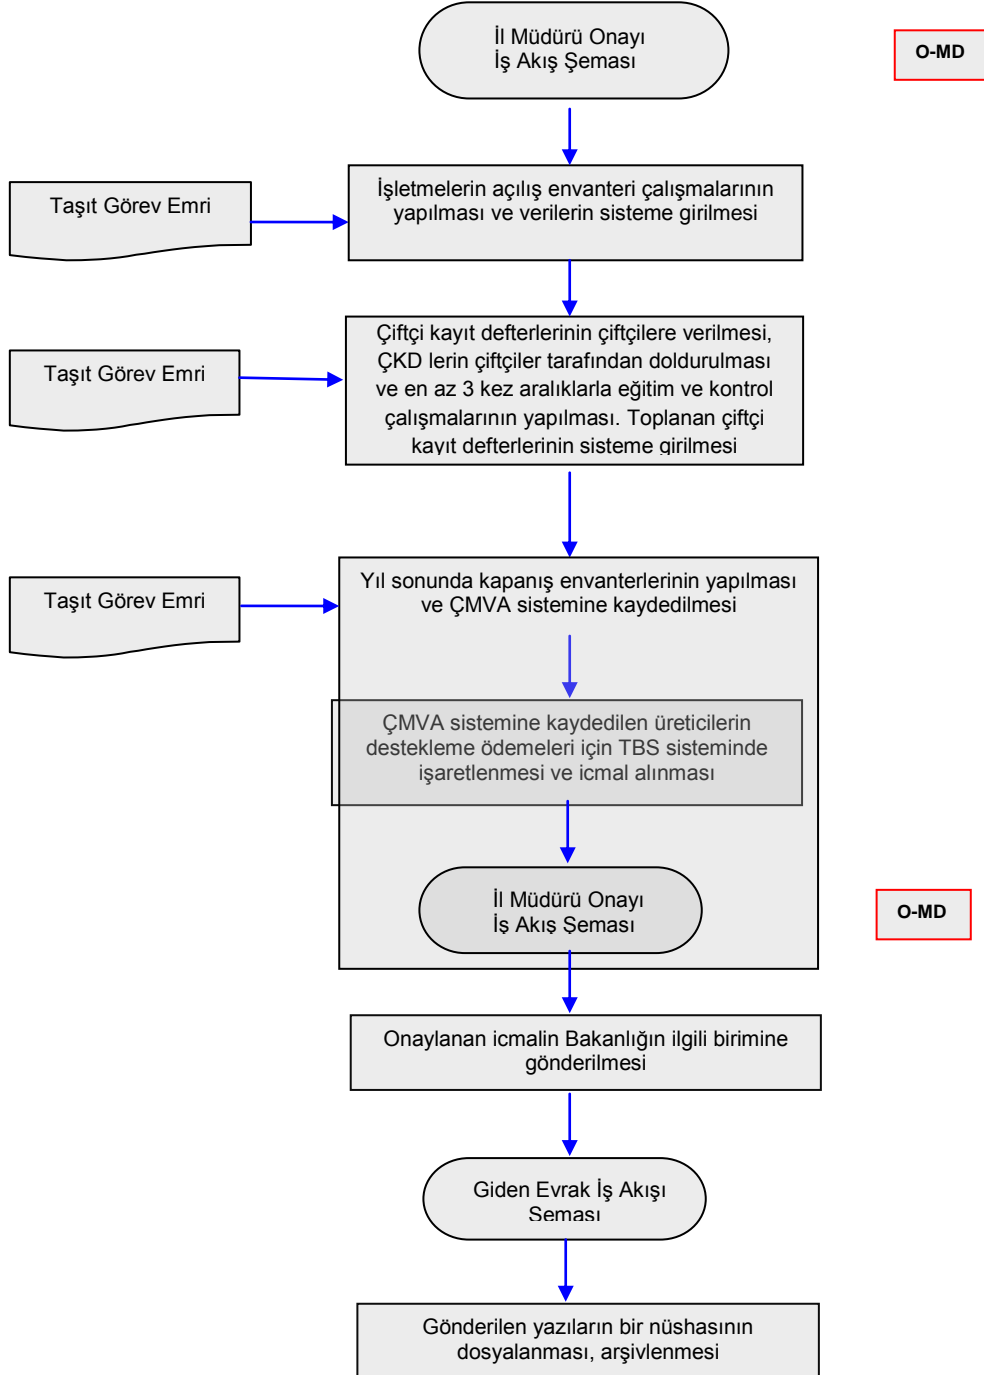 İl Müdürü Onayı
İş Akış Şeması
O-MD
Taşıt Görev Emri
İşletmelerin açılış envanteri çalışmalarının
yapılması ve verilerin sisteme girilmesi
Taşıt Görev Emri
Çiftçi kayıt defterlerinin çiftçilere verilmesi,
ÇKD lerin çiftçiler tarafından doldurulması
ve en az 3 kez aralıklarla eğitim ve kontrol
çalışmalarının yapılması. Toplanan çiftçi
kayıt defterlerinin sisteme girilmesi
Taşıt Görev Emri
Yıl sonunda kapanış envanterlerinin yapılması
ve ÇMVA sistemine kaydedilmesi
ÇMVA sistemine kaydedilen üreticilerin
destekleme ödemeleri için TBS sisteminde
işaretlenmesi ve icmal alınması
İl Müdürü Onayı
İş Akış Şeması
O-MD
Onaylanan icmalin Bakanlığın ilgili birimine
gönderilmesi
Giden Evrak İş Akışı
Şeması
Gönderilen yazıların bir nüshasının
dosyalanması, arşivlenmesi